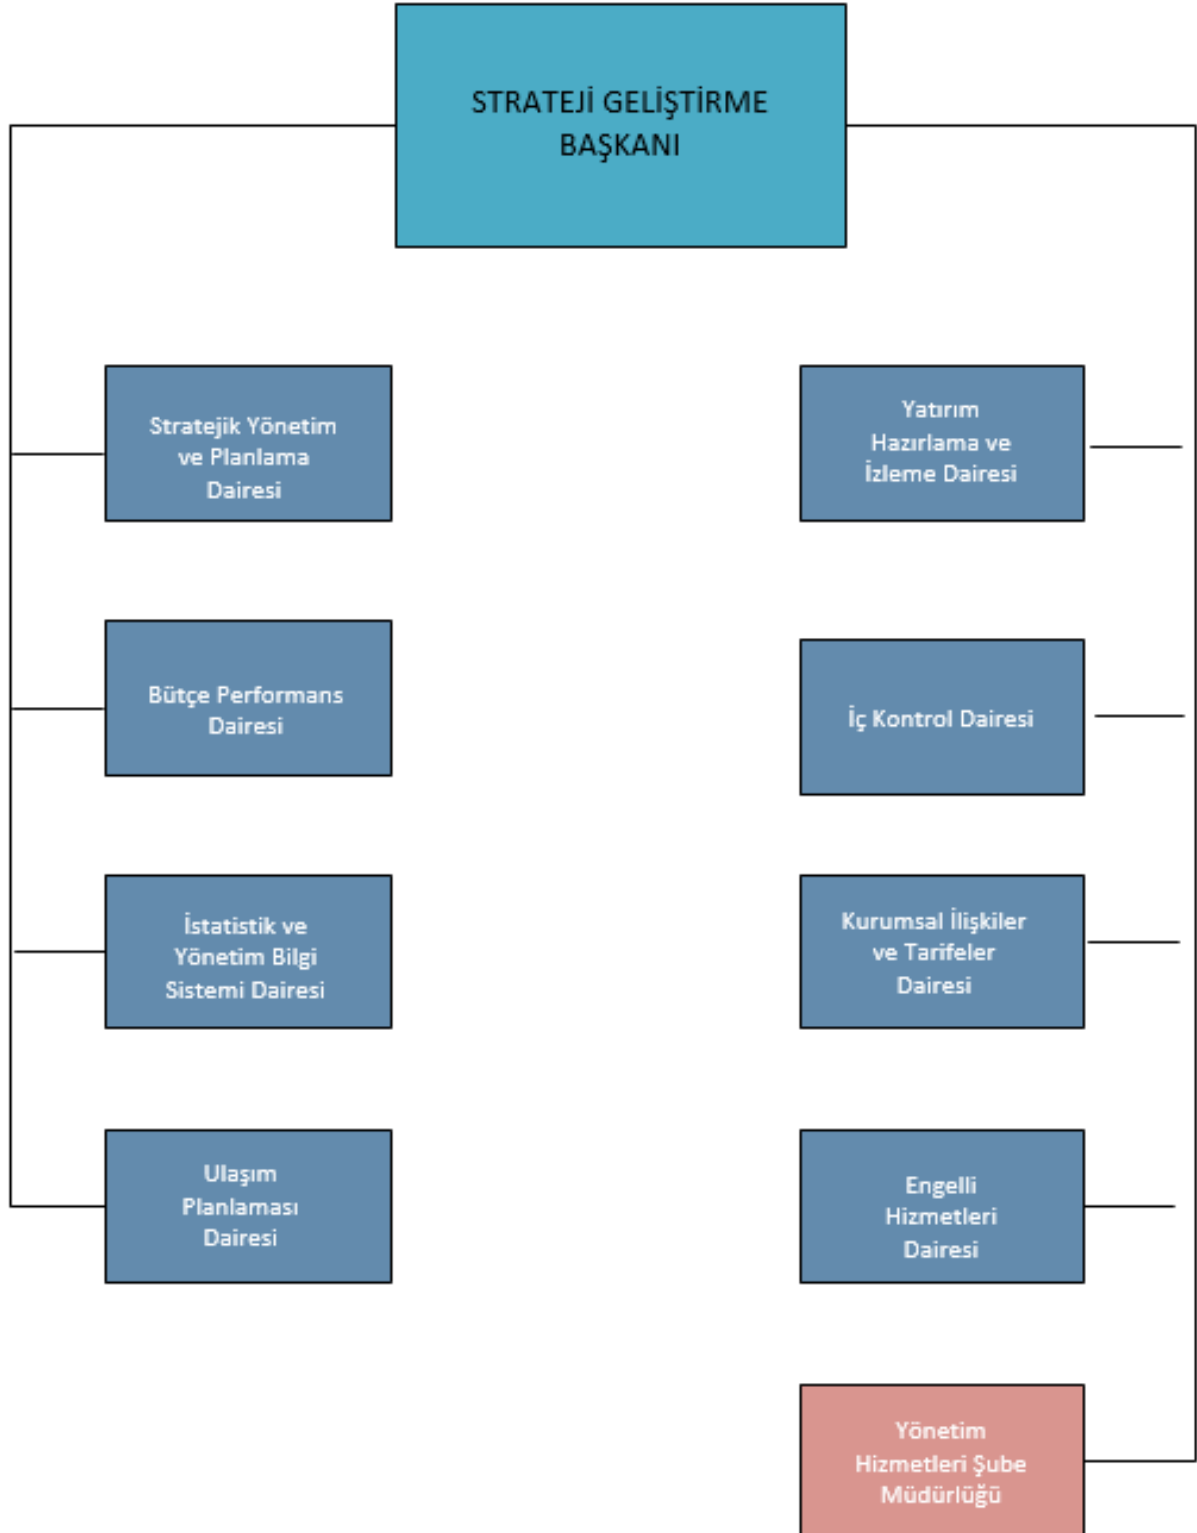 STRATEJİ GELİŞTİRME
BAŞKANI
Stratejik Yönetim
ve Planlama
Dairesi
Yatırım
Hazırlama ve
İzleme Dairesi
Bütçe Performans
Dairesi
İç Kontrol Dairesi
İstatistik ve
Yönetim Bilgi
Sistemi Dairesi
Kurumsal İlişkiler
ve Tarifeler
Dairesi
Ulaşım
Planlaması
Dairesi
Engelli
Hizmetleri
Dairesi
Yönetim
Hizmetleri Şube
Müdürlüğü